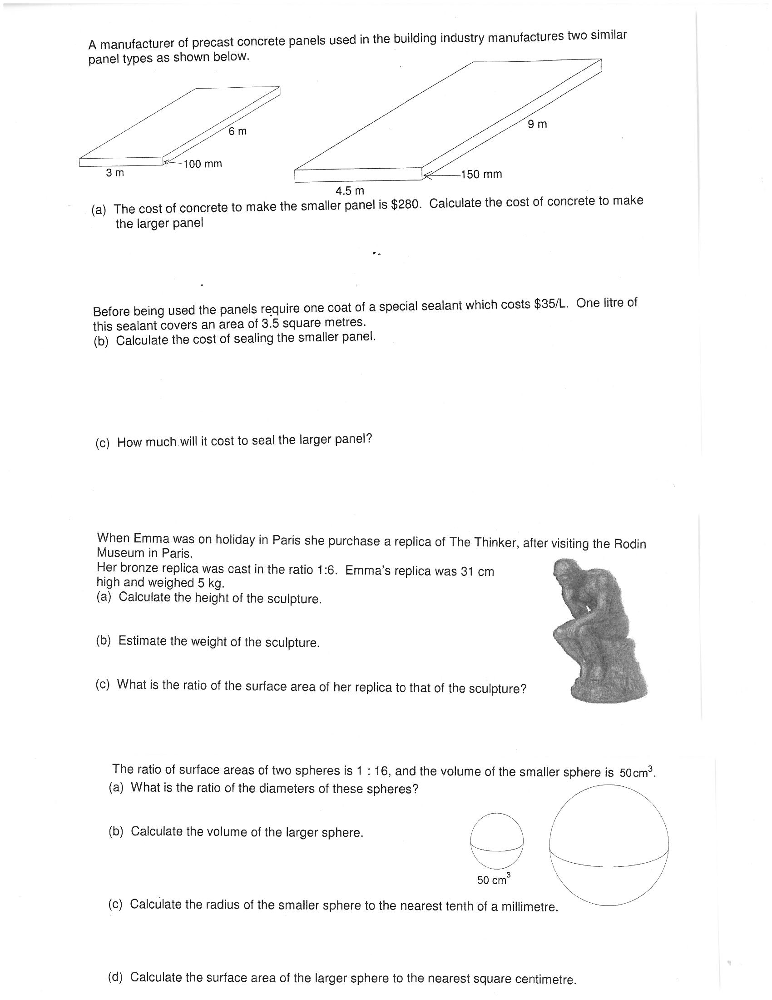 A manufacturer of precast concrete panels used in the building industry manufactures two similar
panel types as shown below.
6 m
100 mm
3 m
9 m
150 mm
4.5 m
(a) The cost of concrete to make the smaller panel is $280. Calculate the cost of concrete to make
the larger panel
Before being used the panels require one coat of a special sealant which costs $35/L. One litre of
this sealant covers an area of 3.5 square metres.
(b) Calculate the cost of sealing the smaller panel.
(c) How much will it cost to seal the larger panel?
When Emma was on holiday in Paris she purchase a replica of The Thinker, after visiting the Rodin
Museum in Paris.
Her bronze replica was cast in the ratio 1:6. Emma's replica was 31 cm
high and weighed 5 kg.
(a) Calculate the height of the sculpture.
(b) Estimate the weight of the sculpture.
(c) What is the ratio of the surface area of her replica to that of the sculpture?
The ratio of surface areas of two spheres is 1 : 16, and the volume of the smaller sphere is 50cm³.
(a) What is the ratio of the diameters of these spheres?
(b) Calculate the volume of the larger sphere.
50 cm³
(c) Calculate the radius of the smaller sphere to the nearest tenth of a millimetre.
(d) Calculate the surface area of the larger sphere to the nearest square centimetre.